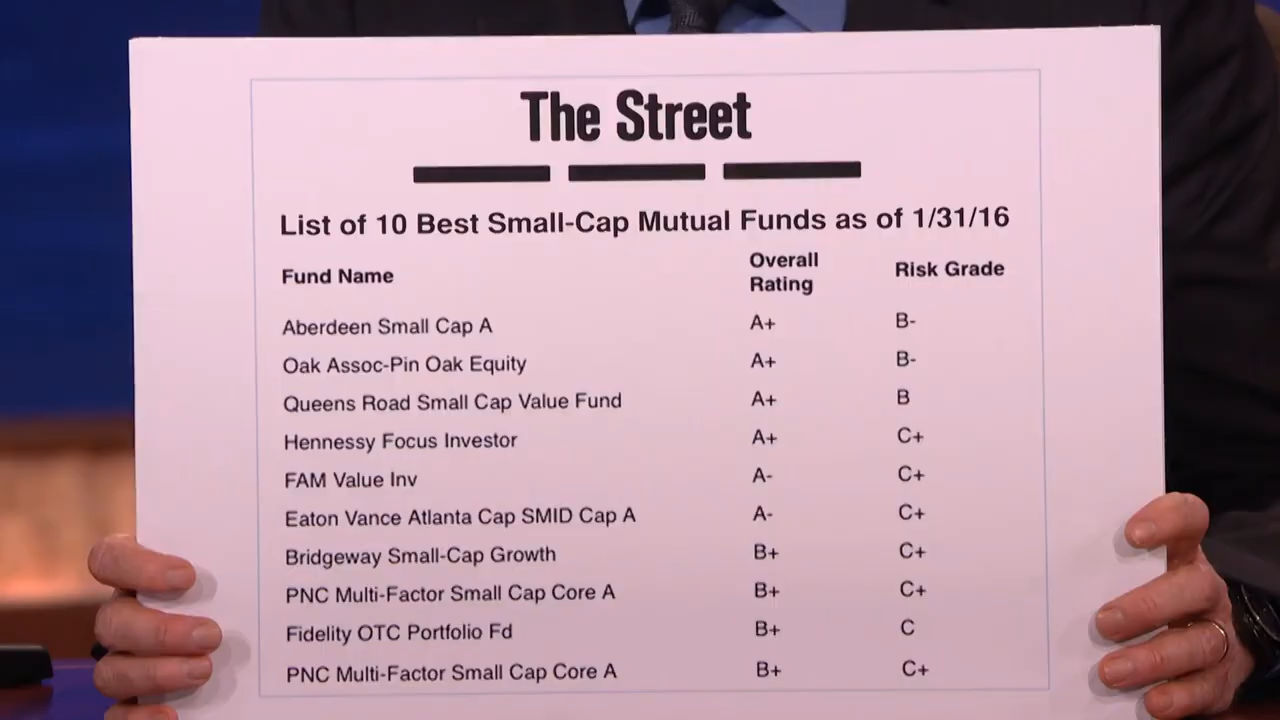 The Street
List of 10 Best Small-Cap Mutual Funds as of 1/31/16
Fund Name Overall Rating Risk Grade
Aberdeen Small Cap A A+ B-
Oak Assoc-Pin Oak Equity A+ B-
Queens Road Small Cap Value Fund A+ B
Hennessy Focus Investor A+ C+
FAM Value Inv A- C+
Eaton Vance Atlanta Cap SMID Cap A A- C+
Bridgeway Small-Cap Growth B+ C+
PNC Multi-Factor Small Cap Core A B+ C+
Fidelity OTC Portfolio Fd B+ C
PNC Multi-Factor Small Cap Core A B+ C+